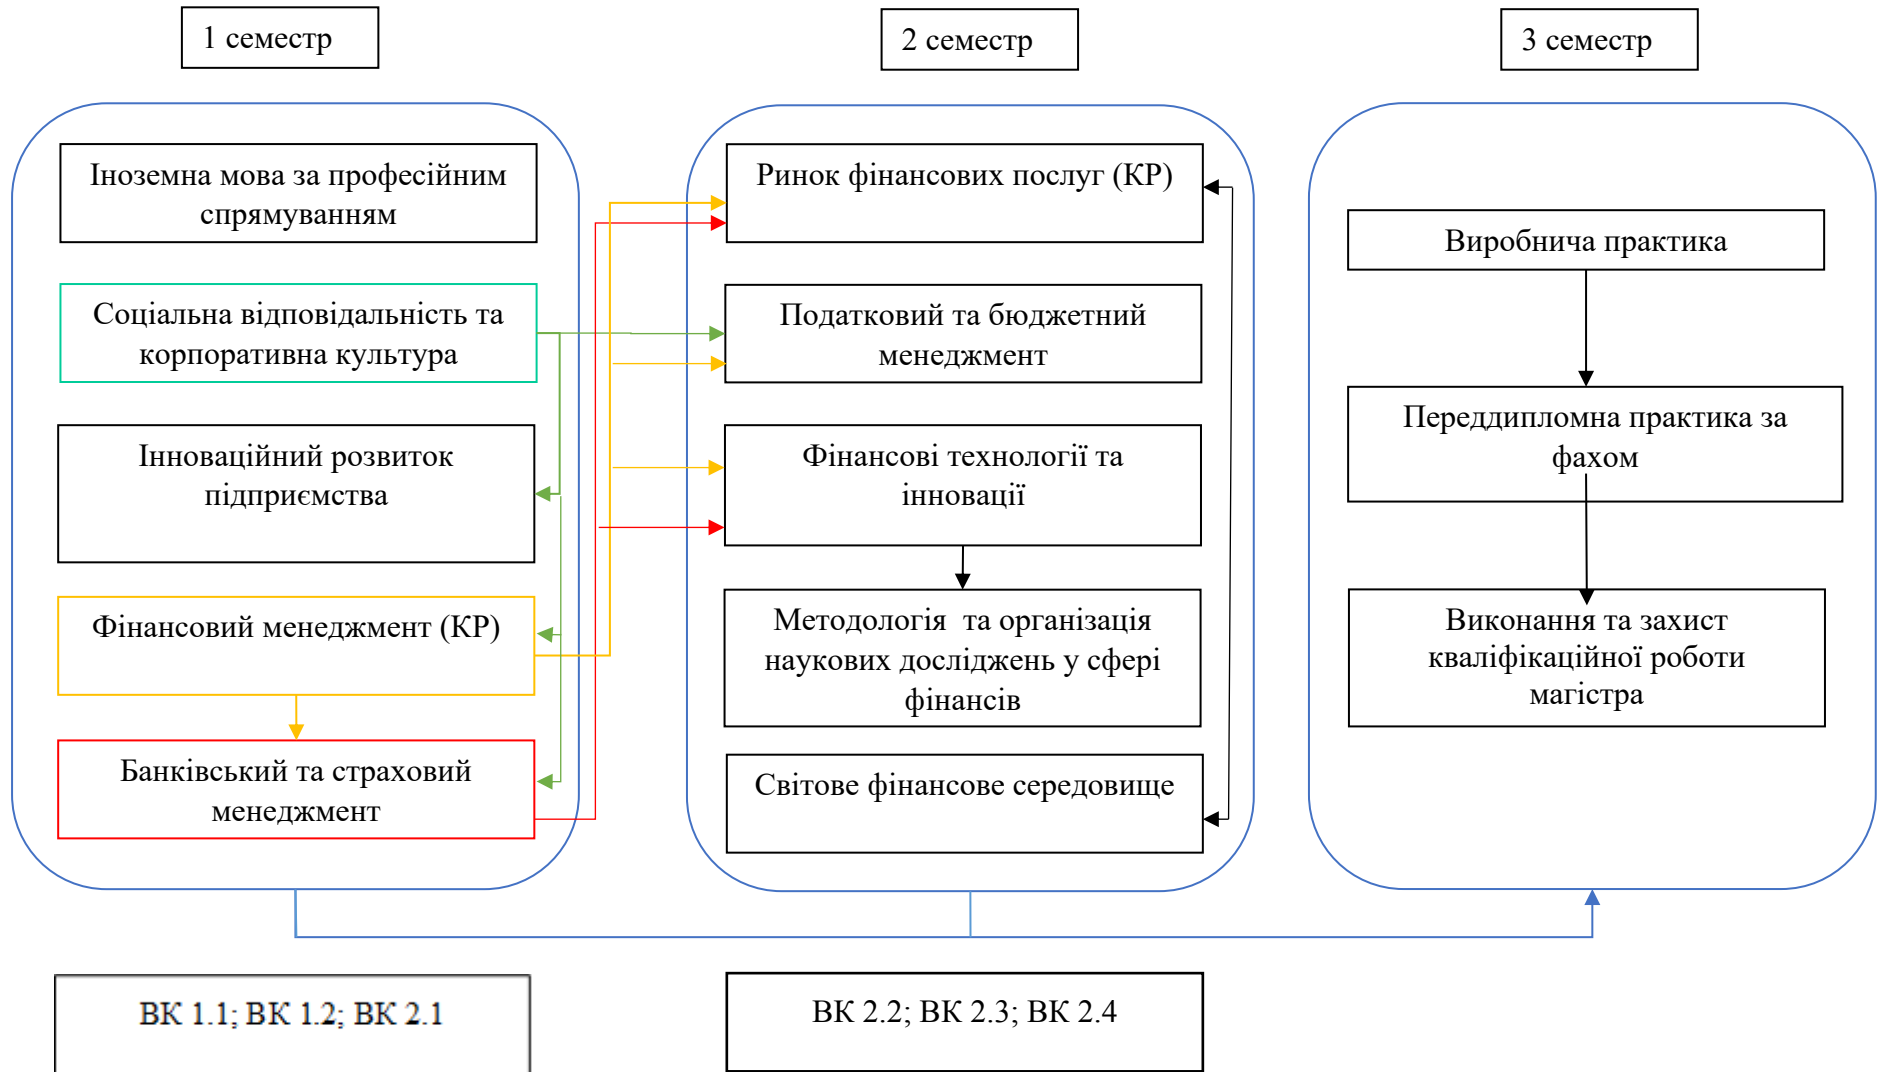 1 семестр
2 семестр
3 семестр
Іноземна мова за професійним
спрямуванням
Соціальна відповідальність та
корпоративна культура
Інноваційний розвиток
підприємства
Фінансовий менеджмент (КР)
Банківський та страховий
менеджмент
Ринок фінансових послуг (КР)
Податковий та бюджетний
менеджмент
Фінансові технології та
інновації
Методологія та організація
наукових досліджень у сфері
фінансів
Світове фінансове середовище
Виробнича практика
Переддипломна практика за
фахом
Виконання та захист
кваліфікаційної роботи
магістра
ВК 1.1; ВК 1.2; ВК 2.1
ВК 2.2; ВК 2.3; ВК 2.4